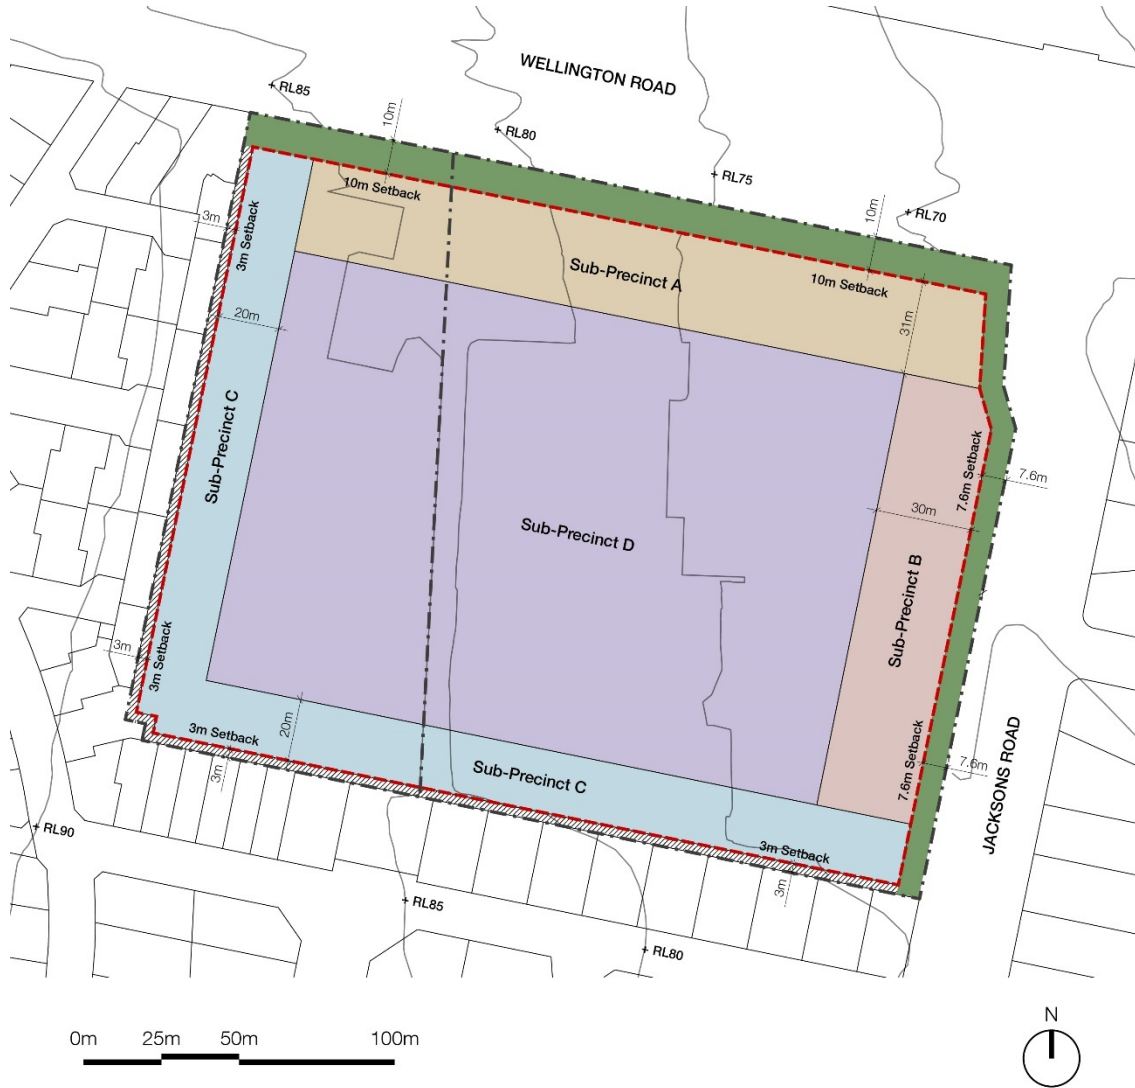 WELLINGTON ROAD
RL85
10m
RL80
RL75
10m
RL70
10m Setback
3m
3m Setback
Sub-Precinct A
10m Setback
31m
20m
Sub-Precinct C
7.6m Setback
7.6m
30m
Sub-Precinct D
Sub-Precinct B
3m
3m Setback
20m
3m Setback
3m
Sub-Precinct C
7.6m Setback
7.6m
JACKSONS ROAD
RL90
3m Setback
3m
RL85
RL80
0m 25m 50m 100m
N